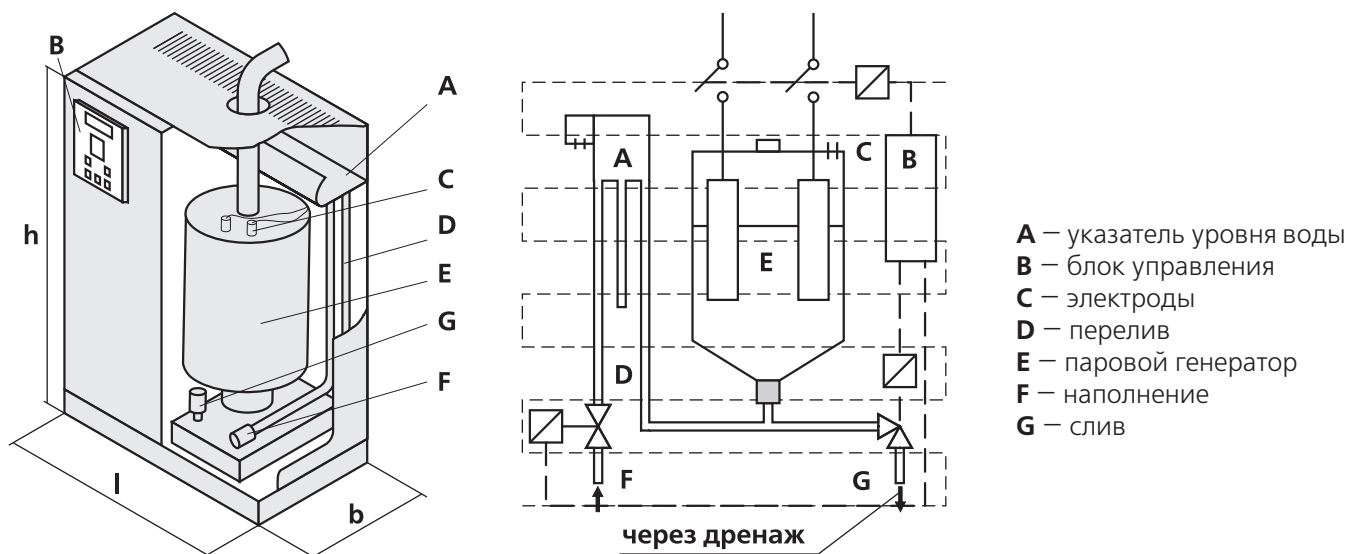 B
A
C
D
E
G
F
h
l
b
A
C
B
E
D
F
G
через дренаж
A — указатель уровня воды
B — блок управления
C — электроды
D — перелив
E — паровой генератор
F — наполнение
G — слив